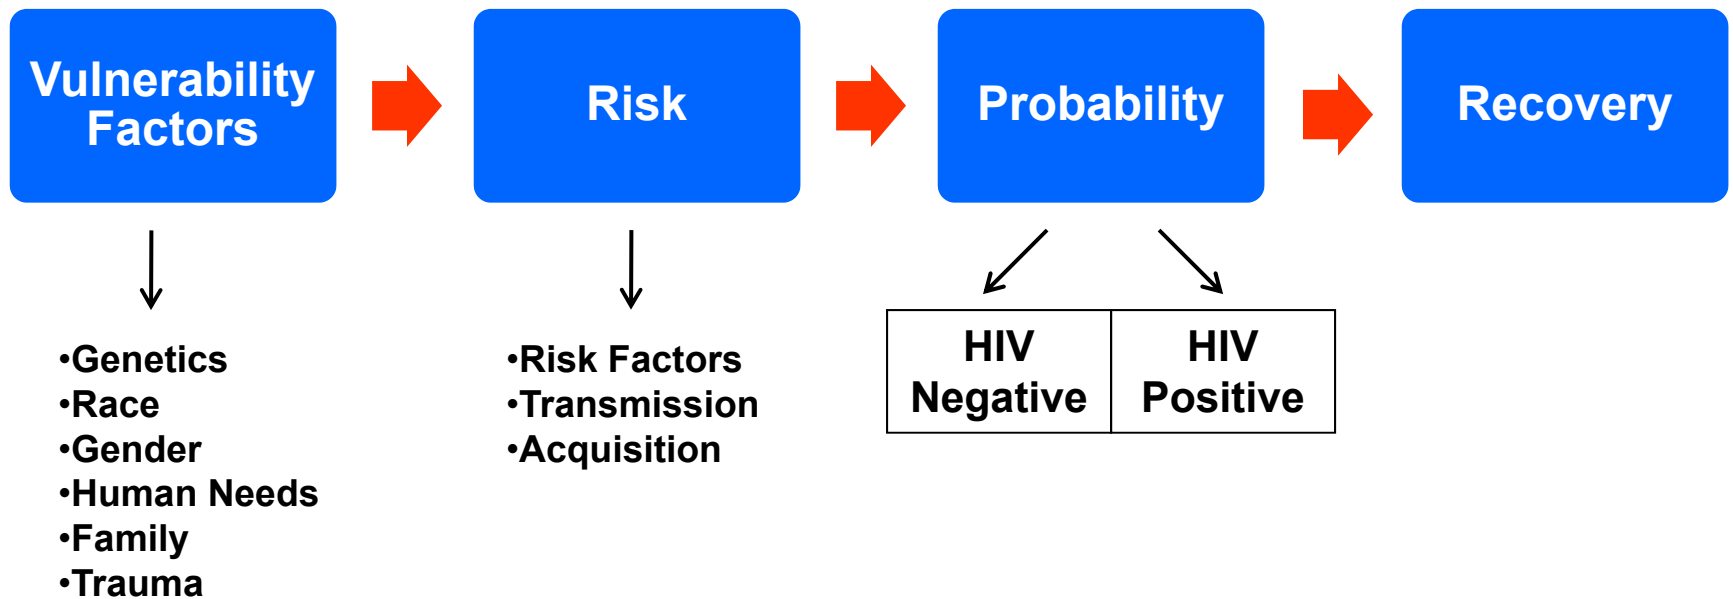 Vulnerability
Factors
Risk
Probability
Recovery
•Genetics
•Race
•Gender
•Human Needs
•Family
•Trauma
•Risk Factors
•Transmission
•Acquisition
HIV
Negative
HIV
Positive